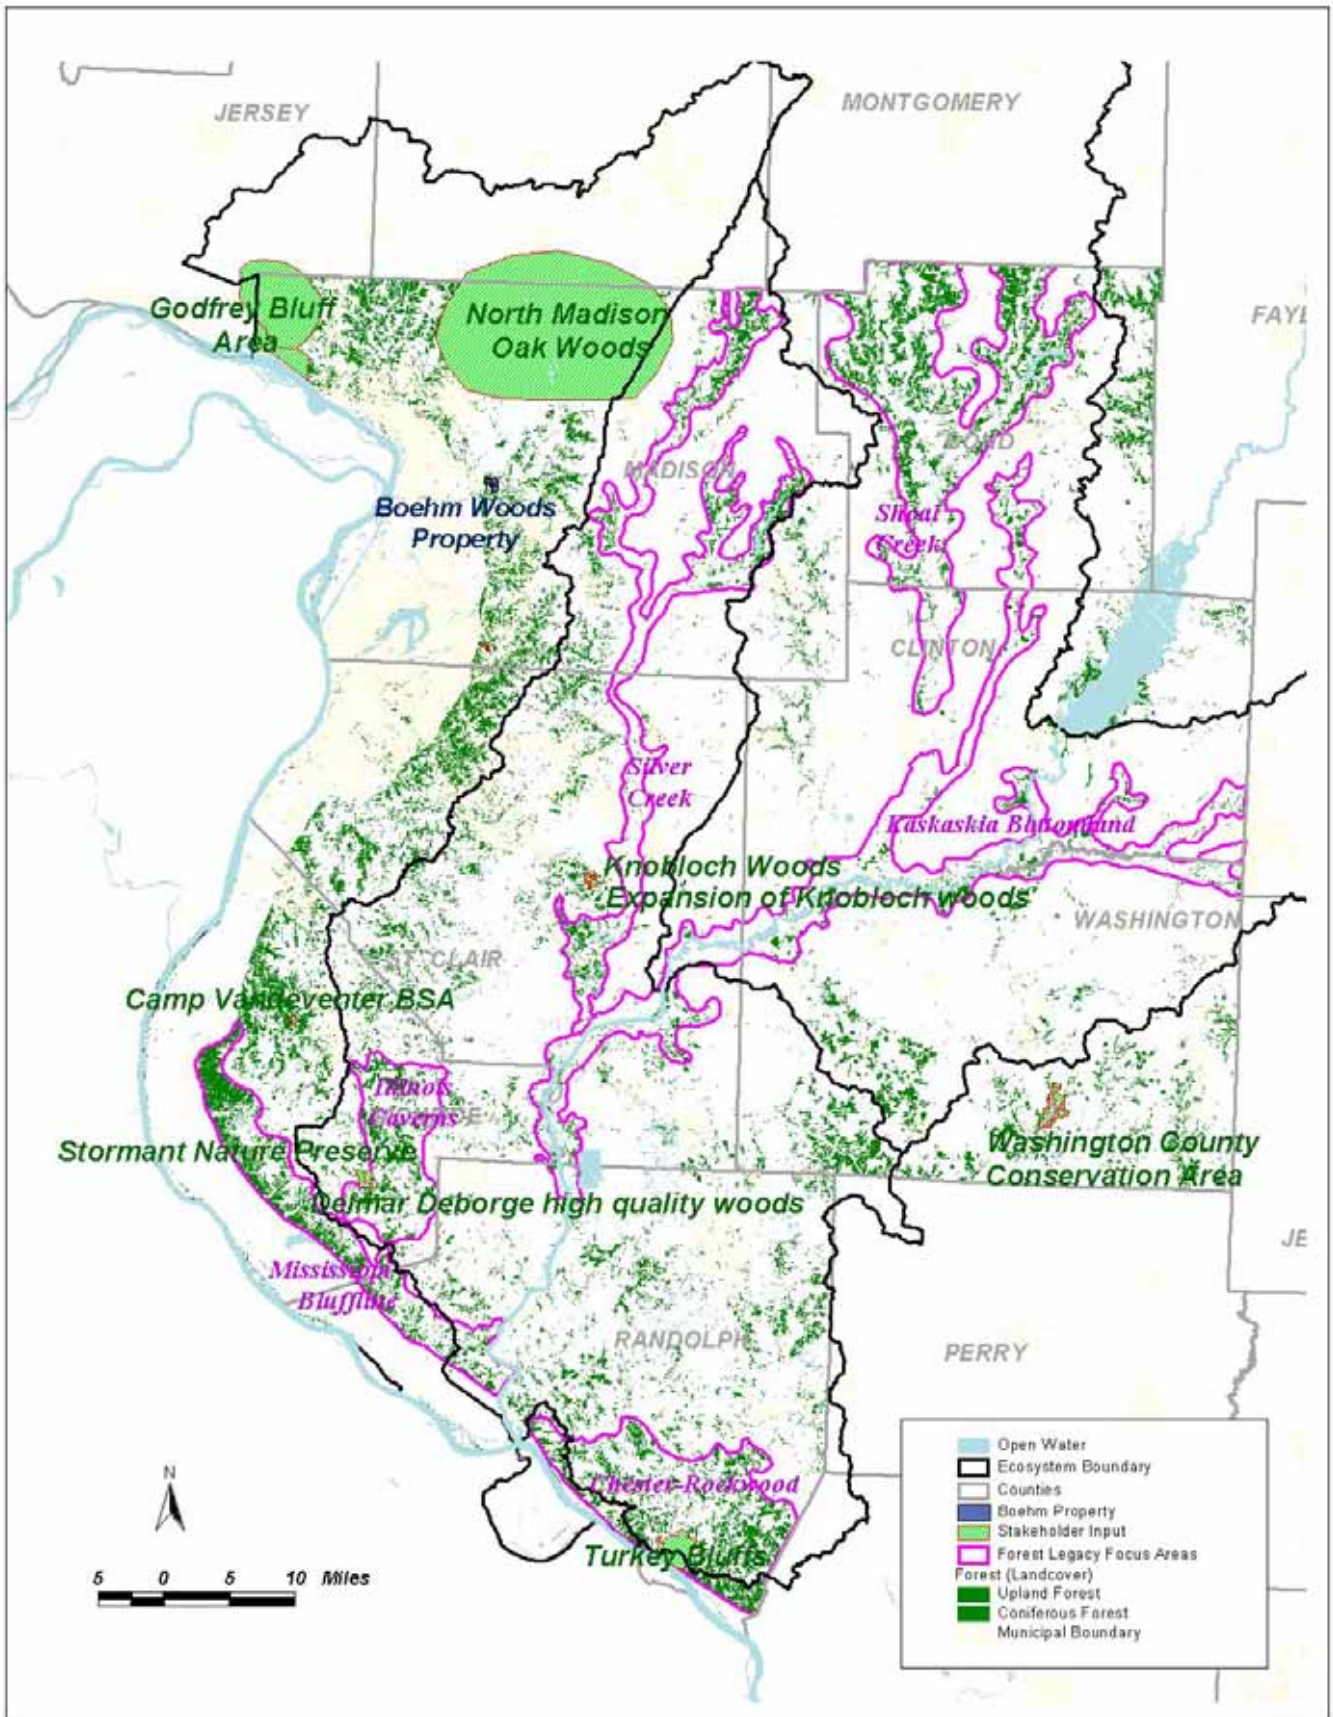 JERSEY
MONTGOMERY
Godfrey Bluff
Area
North Madison
Oak Woods
FAYE
MADISON
BOND
Boehm Woods
Property
Shoal
Creek
CLINTON
Silver
Creek
Kaskaskia Bottomland
Knobloch Woods
Expansion of Knobloch woods
WASHINGTON
ST. CLAIR
Camp Vandeventer BSA
Illinois
Caverns
Stormant Nature Preserve
Washington County
Conservation Area
Delmar Deborge high quality woods
JE
Mississippi
Bluffline
RANDOLPH
PERRY
Chester-Rockwood
Turkey Bluffs
N
5 0 5 10 Miles
Open Water
Ecosystem Boundary
Counties
Boehm Property
Stakeholder Input
Forest Legacy Focus Areas
Forest (Landcover)
Upland Forest
Coniferous Forest
Municipal Boundary